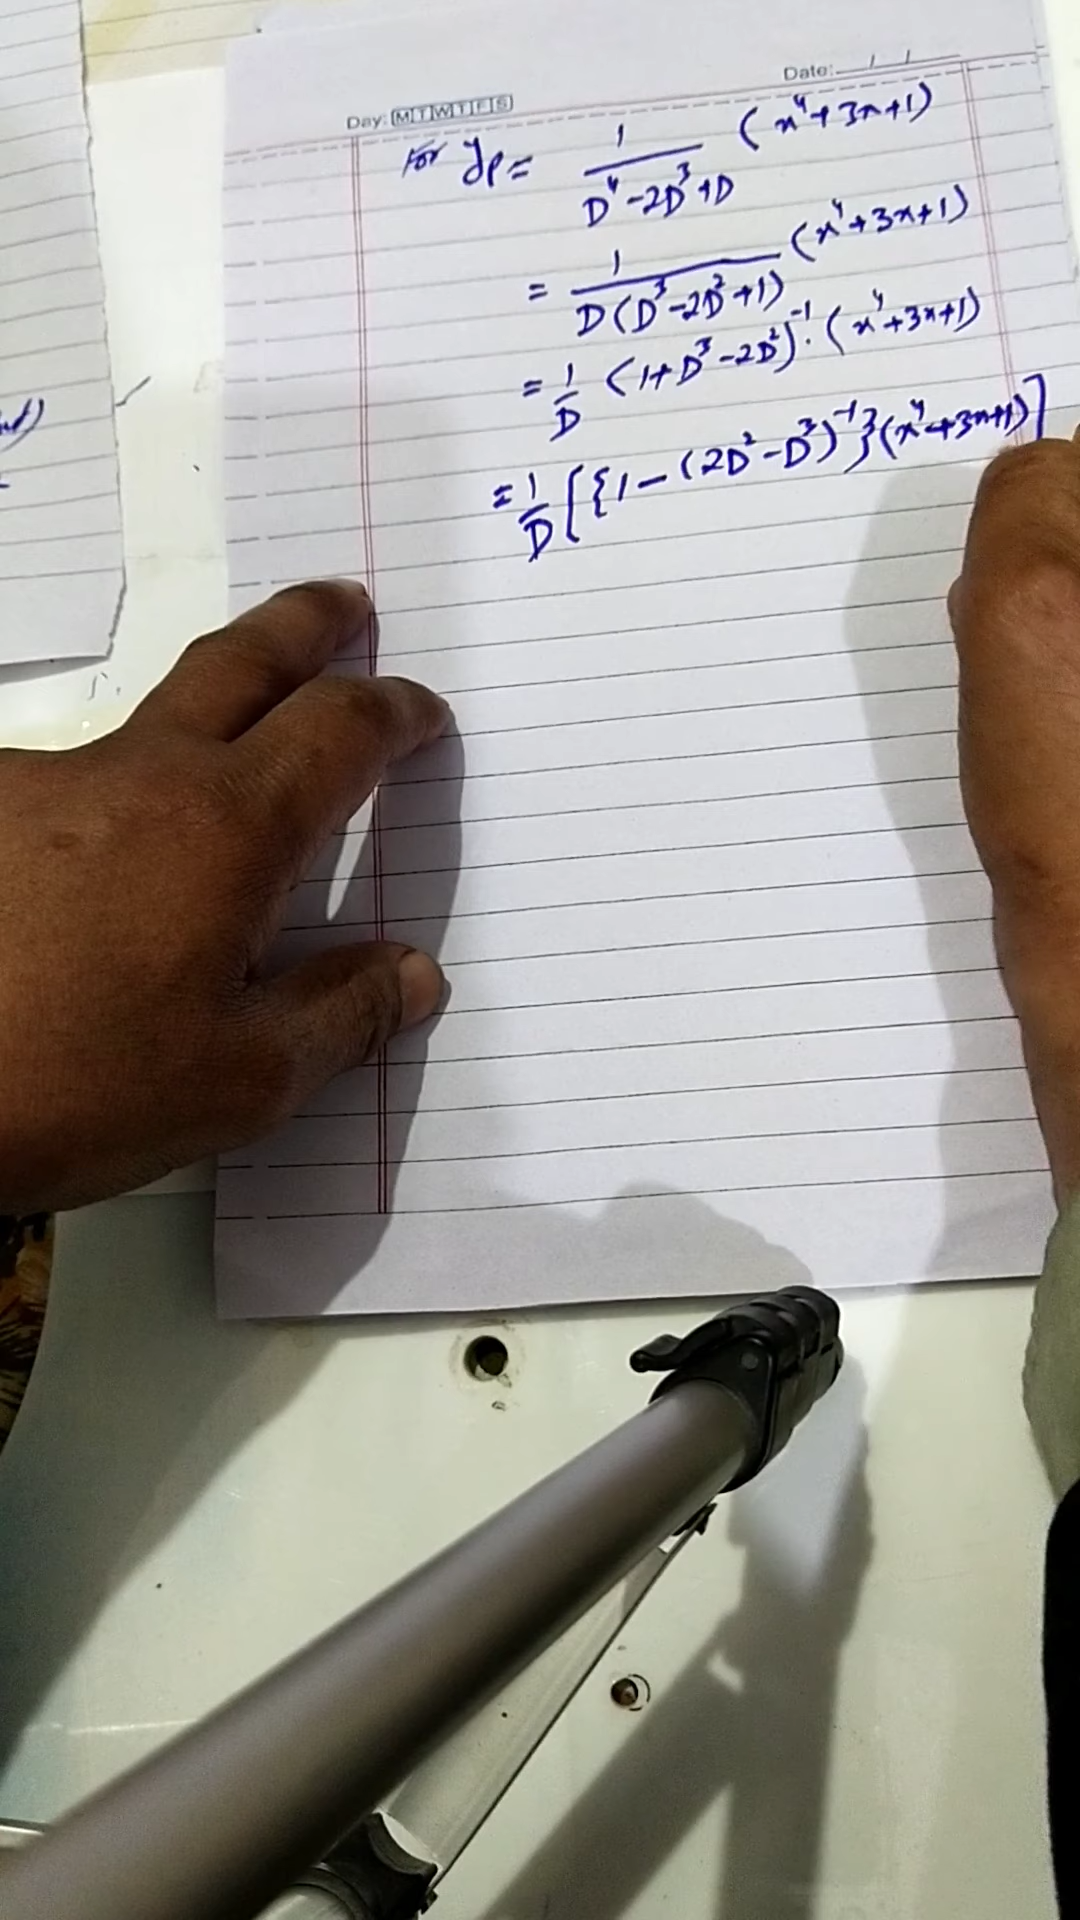 Day: M T W T F S
Date: / /
For yp = 1/(D⁴-2D³+D) (x⁴+3x+1)
= 1/(D(D³-2D²+1)) (x⁴+3x+1)
= 1/D (1+D³-2D²)⁻¹. (x⁴+3x+1)
= 1/D [{1-(2D²-D³)⁻¹}(x⁴+3x+1)]